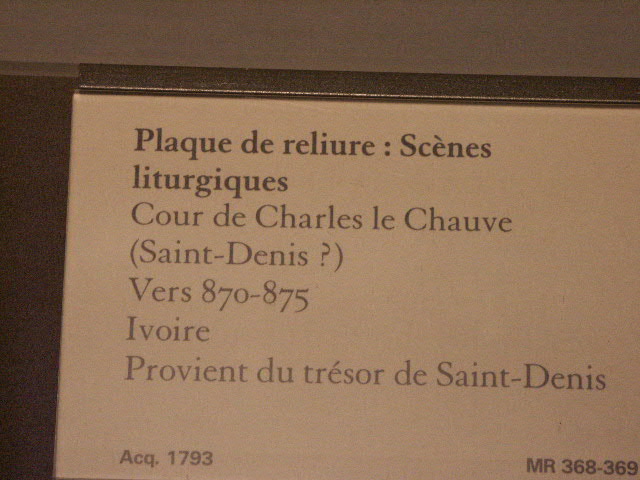 Plaque de reliure : Scènes
liturgiques
Cour de Charles le Chauve
(Saint-Denis ?)
Vers 870-875
Ivoire
Provient du trésor de Saint-Denis
Acq. 1793
MR 368-369